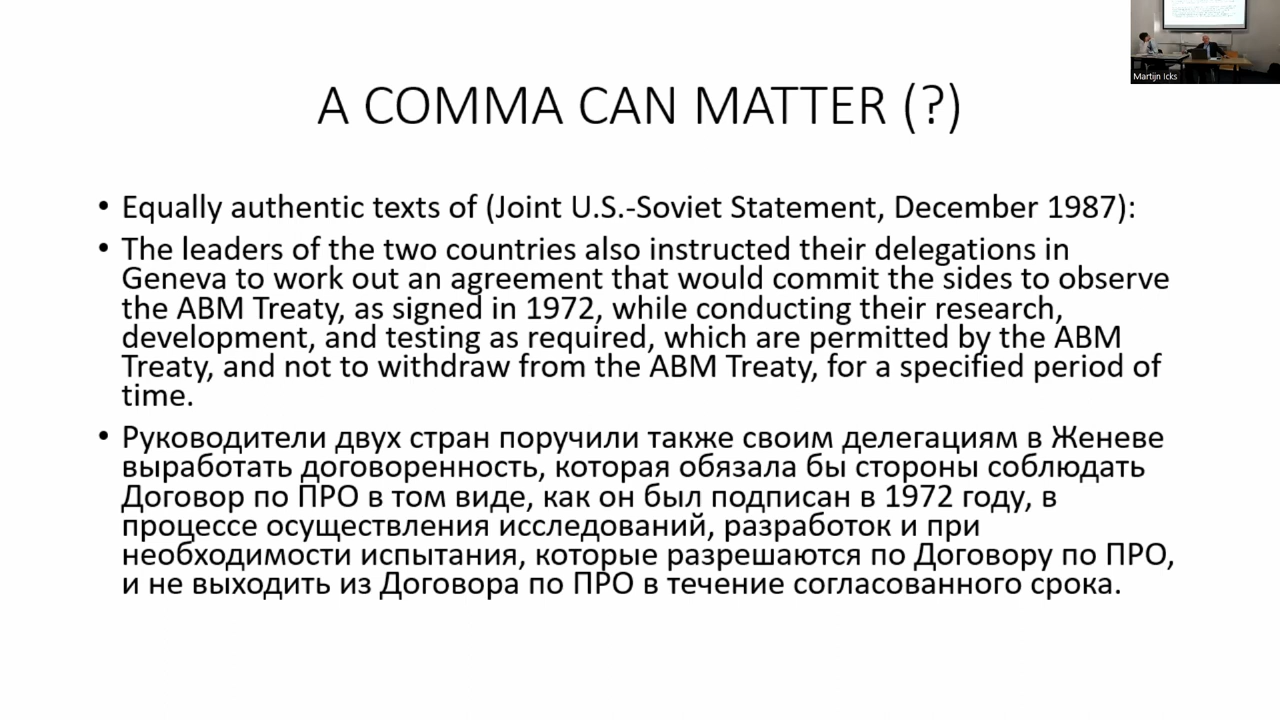 Martijn Icks
A COMMA CAN MATTER (?)
• Equally authentic texts of (Joint U.S.-Soviet Statement, December 1987):
• The leaders of the two countries also instructed their delegations in
Geneva to work out an agreement that would commit the sides to observe
the ABM Treaty, as signed in 1972, while conducting their research,
development, and testing as required, which are permitted by the ABM
Treaty, and not to withdraw from the ABM Treaty, for a specified period of
time.
• Руководители двух стран поручили также своим делегациям в Женеве
выработать договоренность, которая обязала бы стороны соблюдать
Договор по ПРО в том виде, как он был подписан в 1972 году, в
процессе осуществления исследований, разработок и при
необходимости испытания, которые разрешаются по Договору по ПРО,
и не выходить из Договора по ПРО в течение согласованного срока.